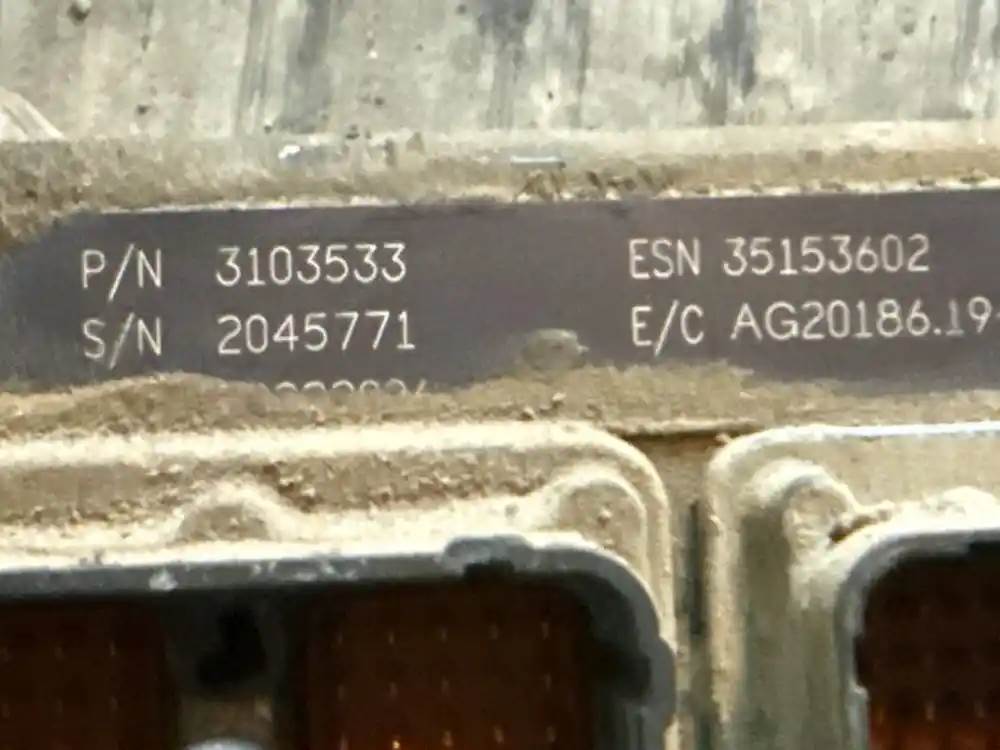 P/N 3103533 ESN 35153602
S/N 2045771 E/C AG20186.19